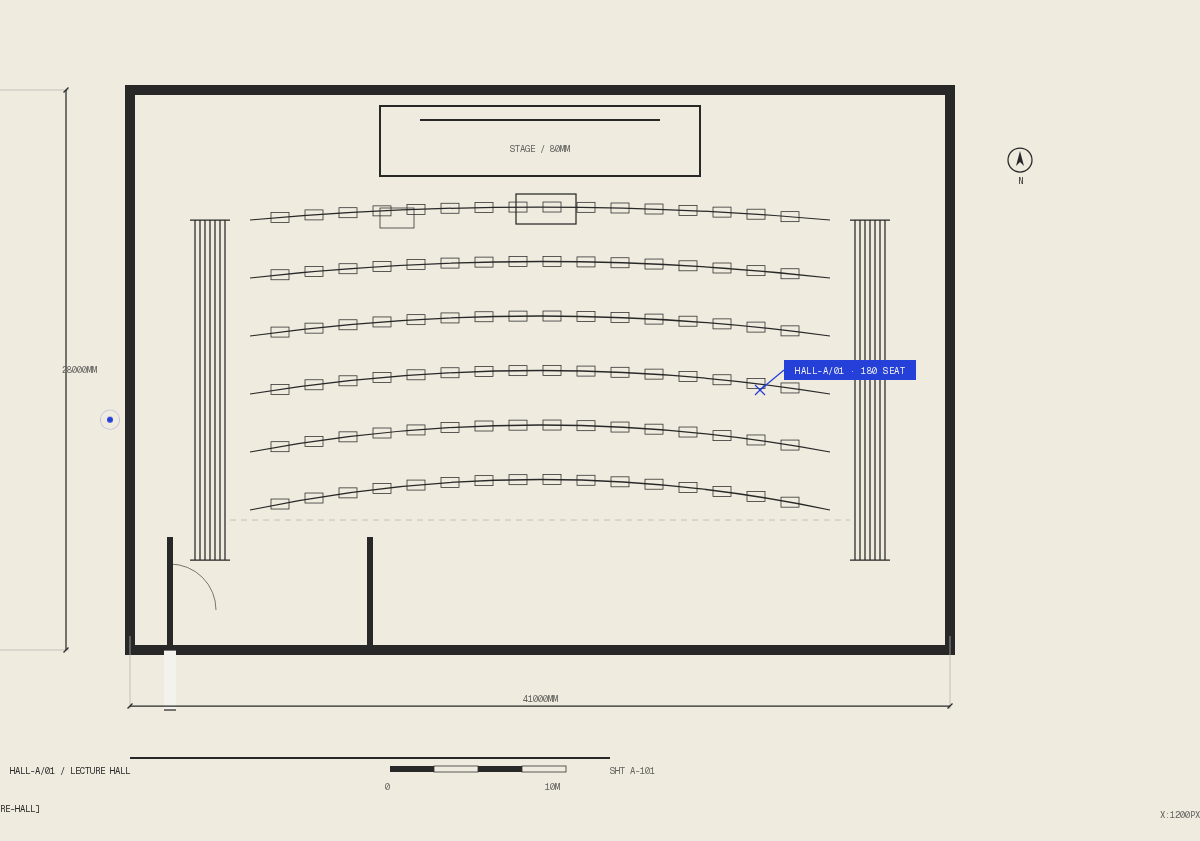 STAGE / 80MM
N
28000MM
HALL-A/01 · 180 SEAT
41000MM
HALL-A/01 / LECTURE HALL
SHT A-101
0
10M
RE-HALL]
X:1200PX